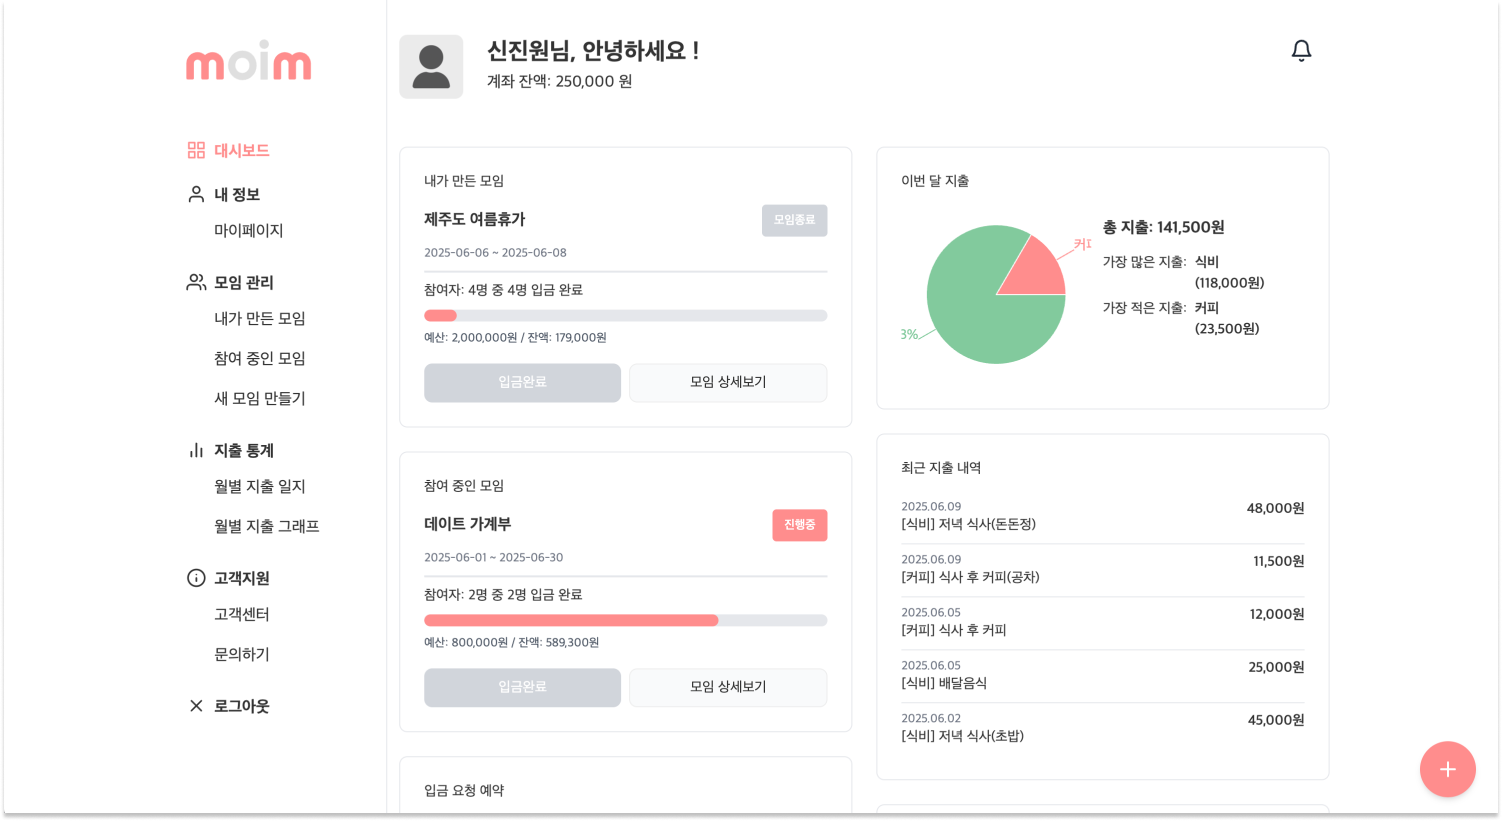 moim
대시보드
내 정보
마이페이지
모임 관리
내가 만든 모임
참여 중인 모임
새 모임 만들기
지출 통계
월별 지출 일지
월별 지출 그래프
고객지원
고객센터
문의하기
로그아웃
신진원님, 안녕하세요 !
계좌 잔액: 250,000 원
내가 만든 모임
제주도 여름휴가
모임종료
2025-06-06 ~ 2025-06-08
참여자: 4명 중 4명 입금 완료
예산: 2,000,000원 / 잔액: 179,000원
입금완료
모임 상세보기
참여 중인 모임
데이트 가계부
진행중
2025-06-01 ~ 2025-06-30
참여자: 2명 중 2명 입금 완료
예산: 800,000원 / 잔액: 589,300원
입금완료
모임 상세보기
입금 요청 예약
이번 달 지출
커피
3%
총 지출: 141,500원
가장 많은 지출: 식비
(118,000원)
가장 적은 지출: 커피
(23,500원)
최근 지출 내역
2025.06.09
[식비] 저녁 식사(돈돈정)
48,000원
2025.06.09
[커피] 식사 후 커피(공차)
11,500원
2025.06.05
[커피] 식사 후 커피
12,000원
2025.06.05
[식비] 배달음식
25,000원
2025.06.02
[식비] 저녁 식사(초밥)
45,000원